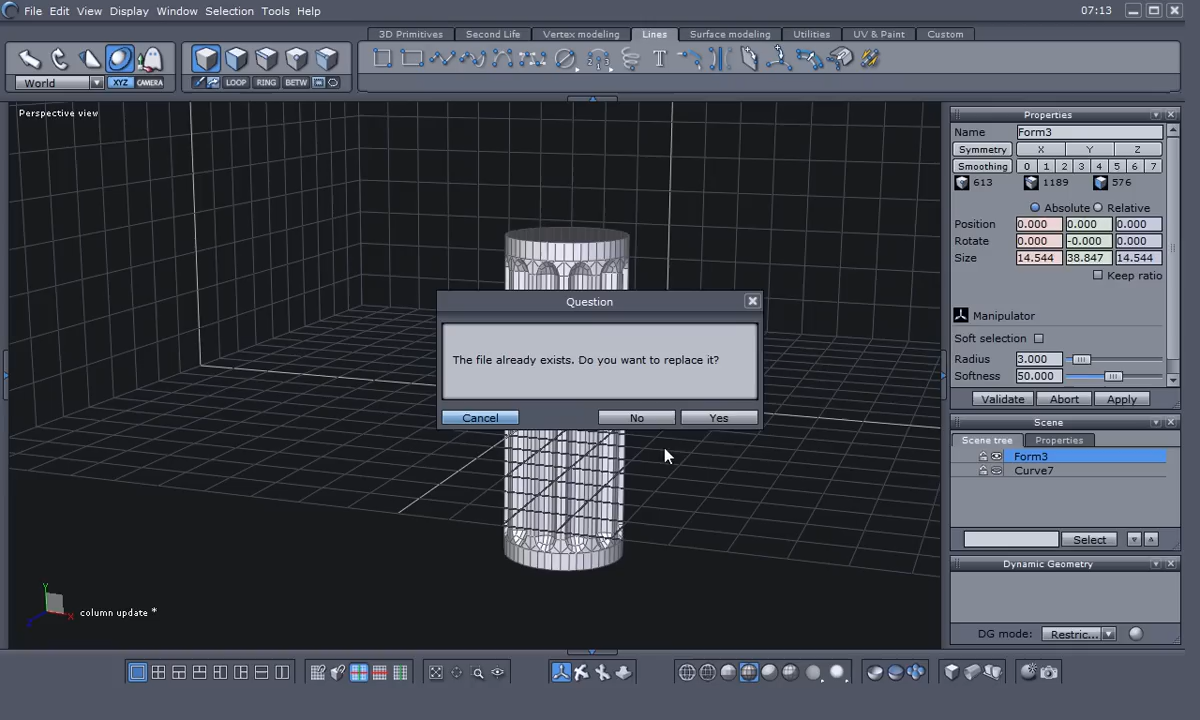 File Edit View Display Window Selection Tools Help
07:13
3D Primitives Second Life Vertex modeling Lines Surface modeling Utilities UV & Paint Custom
World XYZ CAMERA LOOP RING BETW
Perspective view
Properties
Name Form3
Symmetry X Y Z
Smoothing 0 1 2 3 4 5 6 7
613 1189 576
Absolute Relative
Position 0.000 0.000 0.000
Rotate 0.000 -0.000 0.000
Size 14.544 38.847 14.544
Keep ratio
Manipulator
Soft selection
Radius 3.000
Softness 50.000
Validate Abort Apply
Question
The file already exists. Do you want to replace it?
Cancel No Yes
Scene
Scene tree Properties
Form3
Curve7
Select
Dynamic Geometry
DG mode: Restric...
Y
X
Z
column update *